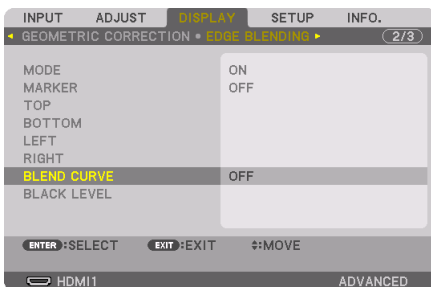 INPUT ADJUST DISPLAY SETUP INFO.
GEOMETRIC CORRECTION EDGE BLENDING 2/3
MODE ON
MARKER OFF
TOP
BOTTOM
LEFT
RIGHT
BLEND CURVE OFF
BLACK LEVEL
ENTER :SELECT EXIT :EXIT :MOVE
HDMI1 ADVANCED